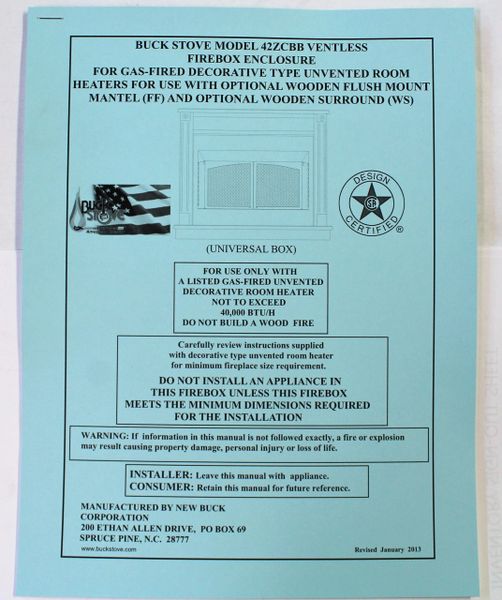 BUCK STOVE MODEL 42ZCBB VENTLESS
FIREBOX ENCLOSURE
FOR GAS-FIRED DECORATIVE TYPE UNVENTED ROOM
HEATERS FOR USE WITH OPTIONAL WOODEN FLUSH MOUNT
MANTEL (FF) AND OPTIONAL WOODEN SURROUND (WS)
BUCK
STOVE
DESIGN
CERTIFIED
®
(UNIVERSAL BOX)
FOR USE ONLY WITH
A LISTED GAS-FIRED UNVENTED
DECORATIVE ROOM HEATER
NOT TO EXCEED
40,000 BTU/H
DO NOT BUILD A WOOD FIRE
Carefully review instructions supplied
with decorative type unvented room heater
for minimum fireplace size requirement.
DO NOT INSTALL AN APPLIANCE IN
THIS FIREBOX UNLESS THIS FIREBOX
MEETS THE MINIMUM DIMENSIONS REQUIRED
FOR THE INSTALLATION
WARNING: If information in this manual is not followed exactly, a fire or explosion
may result causing property damage, personal injury or loss of life.
INSTALLER: Leave this manual with appliance.
CONSUMER: Retain this manual for future reference.
MANUFACTURED BY NEW BUCK
CORPORATION
200 ETHAN ALLEN DRIVE, PO BOX 69
SPRUCE PINE, N.C. 28777
www.buckstove.com
Revised January 2013